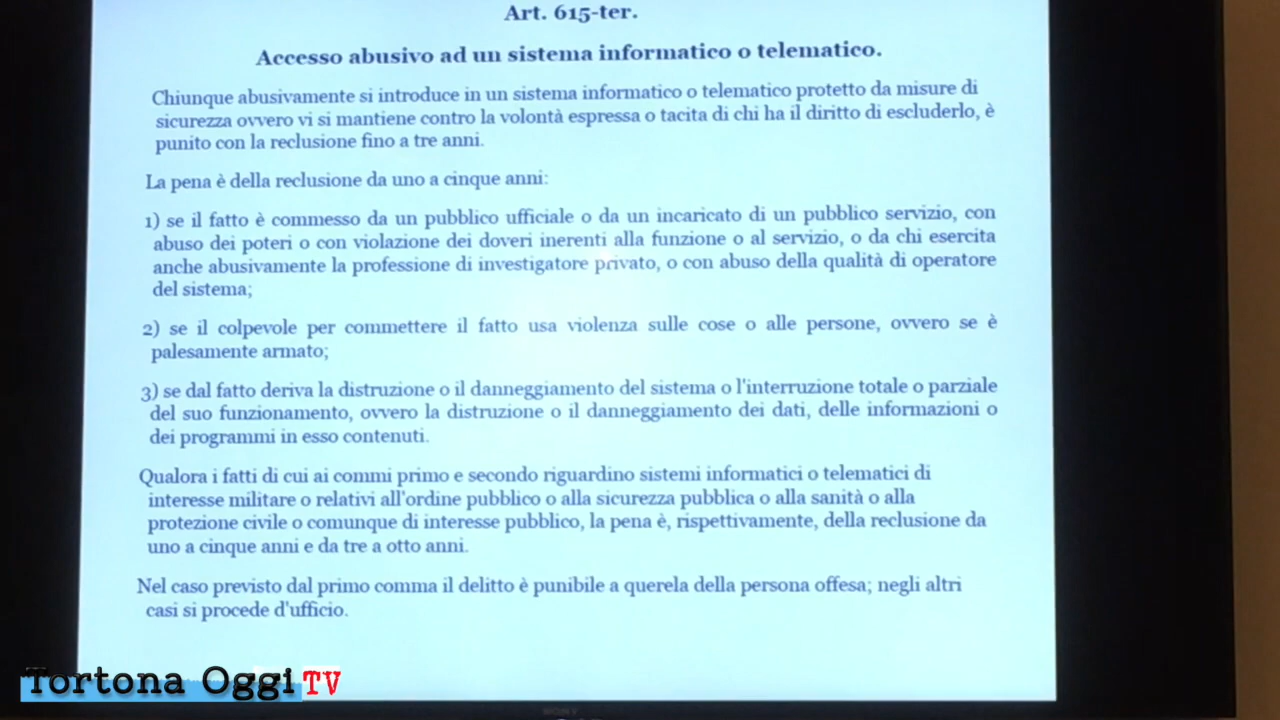 Art. 615-ter.
Accesso abusivo ad un sistema informatico o telematico.
Chiunque abusivamente si introduce in un sistema informatico o telematico protetto da misure di
sicurezza ovvero vi si mantiene contro la volontà espressa o tacita di chi ha il diritto di escluderlo, è
punito con la reclusione fino a tre anni.
La pena è della reclusione da uno a cinque anni:
1) se il fatto è commesso da un pubblico ufficiale o da un incaricato di un pubblico servizio, con
abuso dei poteri o con violazione dei doveri inerenti alla funzione o al servizio, o da chi esercita
anche abusivamente la professione di investigatore privato, o con abuso della qualità di operatore
del sistema;
2) se il colpevole per commettere il fatto usa violenza sulle cose o alle persone, ovvero se è
palesamente armato;
3) se dal fatto deriva la distruzione o il danneggiamento del sistema o l'interruzione totale o parziale
del suo funzionamento, ovvero la distruzione o il danneggiamento dei dati, delle informazioni o
dei programmi in esso contenuti.
Qualora i fatti di cui ai commi primo e secondo riguardino sistemi informatici o telematici di
interesse militare o relativi all'ordine pubblico o alla sicurezza pubblica o alla sanità o alla
protezione civile o comunque di interesse pubblico, la pena è, rispettivamente, della reclusione da
uno a cinque anni e da tre a otto anni.
Nel caso previsto dal primo comma il delitto è punibile a querela della persona offesa; negli altri
casi si procede d'ufficio.
Tortona Oggi TV
SONY